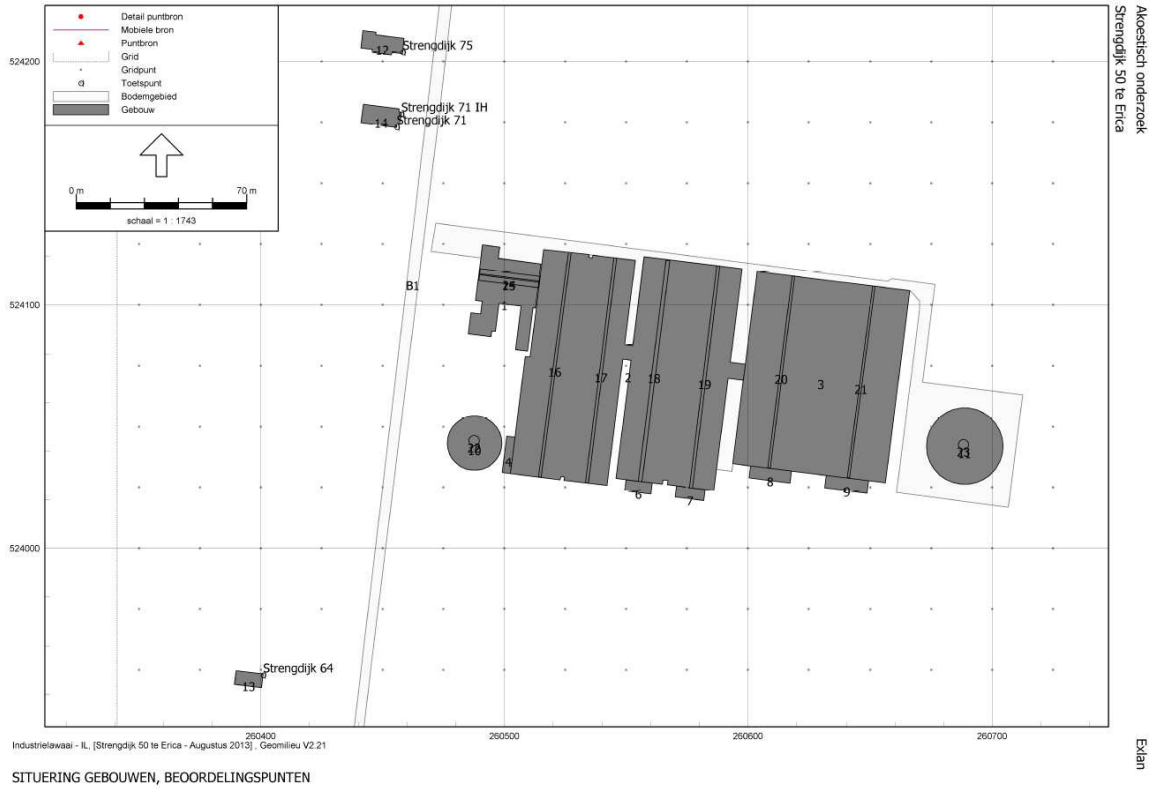 Detail puntbron
Mobiele bron
Puntbron
Grid
Gridpunt
Toetspunt
Bodemgebied
Gebouw
0 m
70 m
schaal = 1 : 1743
Akoestisch onderzoek
Strengdijk 50 te Erica
524200
12
Strengdijk 75
Strengdijk 71 IH
14
Strengdijk 71
524100
B1
25
1
16
17
2
18
19
20
3
21
4
10
6
7
8
9
23
11
524000
Strengdijk 64
13
260400
260500
260600
260700
Industrielawaai - IL, [Strengdijk 50 te Erica - Augustus 2013] , Geomilieu V2.21
Exlan
SITUERING GEBOUWEN, BEOORDELINGSPUNTEN